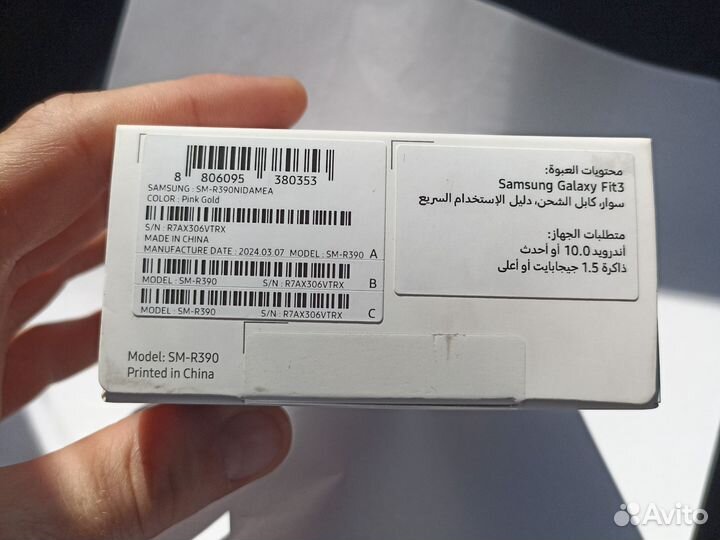 8 806095 380353
SAMSUNG : SM-R390NIDAMEA
COLOR : Pink Gold
S/N : R7AX306VTRX
MADE IN CHINA
MANUFACTURE DATE : 2024.03.07 MODEL : SM-R390 A
MODEL : SM-R390 S/N : R7AX306VTRX B
MODEL : SM-R390 S/N : R7AX306VTRX C
محتويات العبوة:
Samsung Galaxy Fit3
سوار، كابل الشحن، دليل الإستخدام السريع
متطلبات الجهاز:
أندرويد 10.0 أو أحدث
ذاكرة 1.5 جيجابايت أو أعلى
Model: SM-R390
Printed in China
Avito